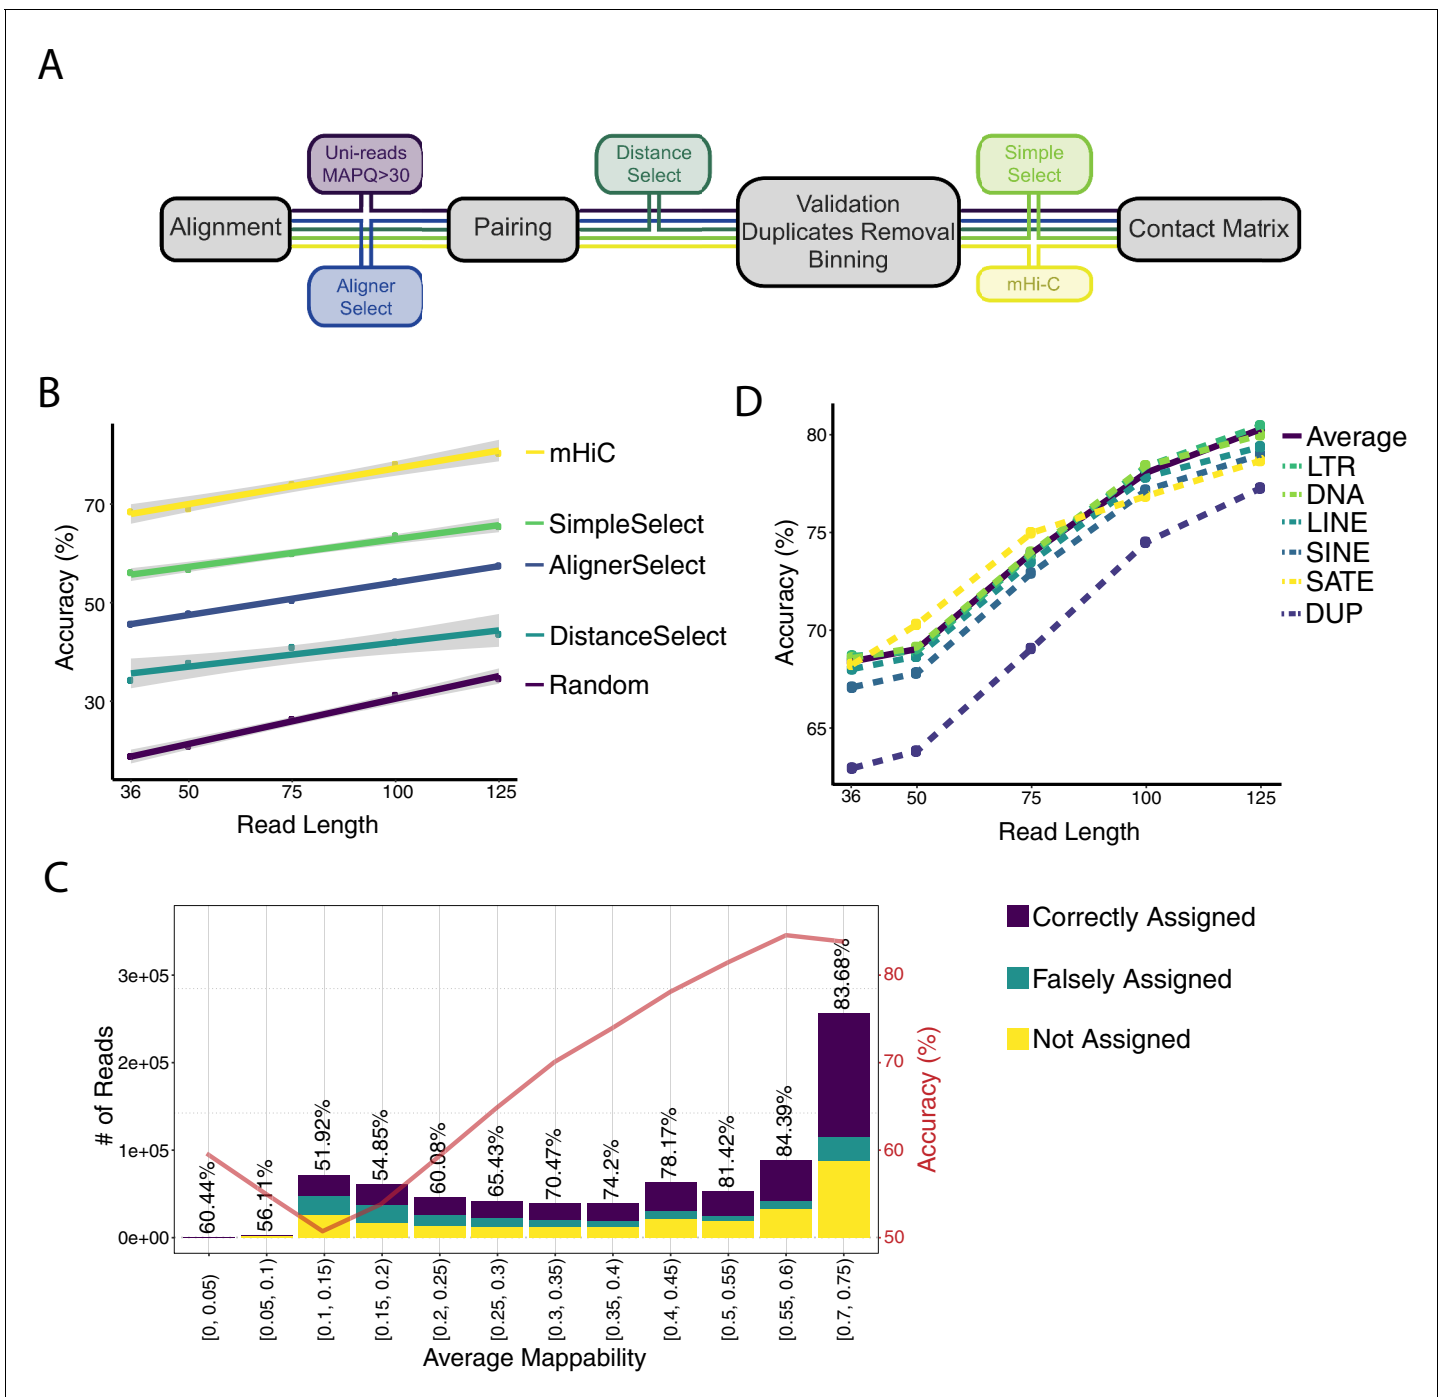 A
Uni-reads
MAPQ>30
Distance
Select
Simple
Select
Alignment
Pairing
Validation
Duplicates Removal
Binning
Contact Matrix
Aligner
Select
mHi-C
B
Accuracy (%)
70
50
30
36 50 75 100 125
Read Length
mHiC
SimpleSelect
AlignerSelect
DistanceSelect
Random
D
Accuracy (%)
80
75
70
65
36 50 75 100 125
Read Length
Average
LTR
DNA
LINE
SINE
SATE
DUP
C
# of Reads
3e+05
2e+05
1e+05
0e+00
60.44%
56.11%
51.92%
54.85%
60.08%
65.43%
70.47%
74.2%
78.17%
81.42%
84.39%
83.68%
80
70
60
50
Accuracy (%)
[0, 0.05)
[0.05, 0.1)
[0.1, 0.15)
[0.15, 0.2)
[0.2, 0.25)
[0.25, 0.3)
[0.3, 0.35)
[0.35, 0.4)
[0.4, 0.45)
[0.5, 0.55)
[0.55, 0.6)
[0.7, 0.75)
Average Mappability
Correctly Assigned
Falsely Assigned
Not Assigned